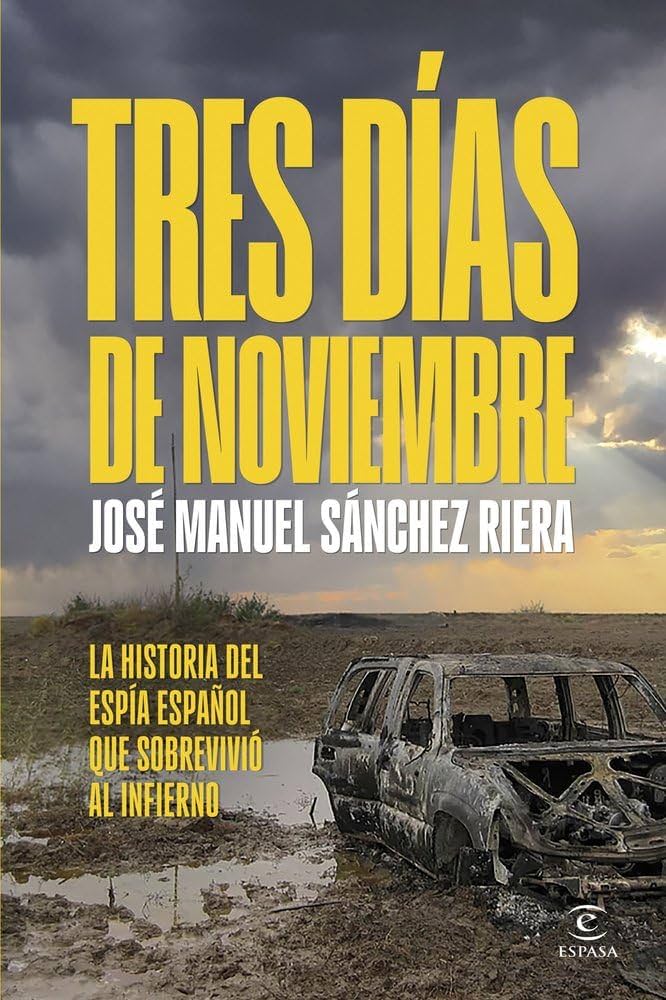 TRES DÍAS
DE NOVIEMBRE
JOSÉ MANUEL SÁNCHEZ RIERA
LA HISTORIA DEL
ESPÍA ESPAÑOL
QUE SOBREVIVIÓ
AL INFIERNO
e
ESPASA